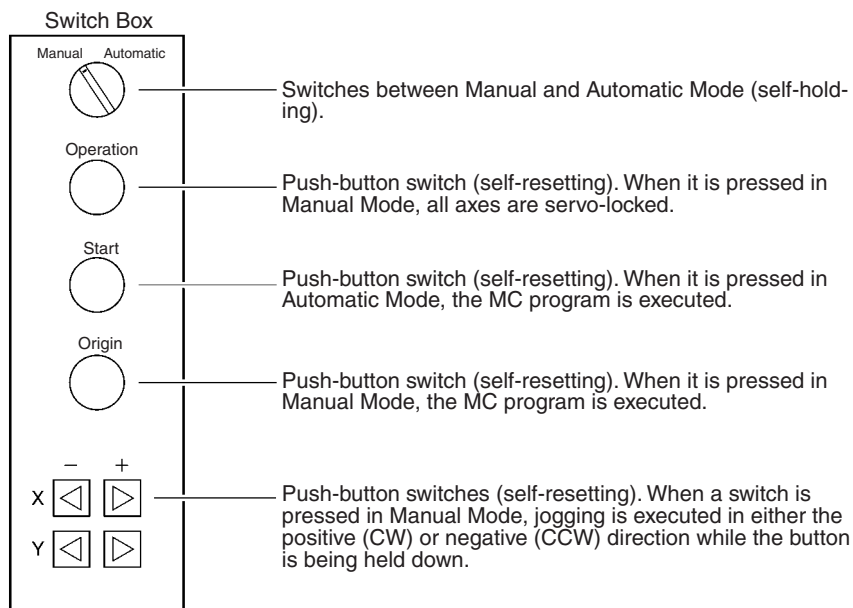 Switch Box
Manual Automatic
Switches between Manual and Automatic Mode (self-hold-
ing).
Operation
Push-button switch (self-resetting). When it is pressed in
Manual Mode, all axes are servo-locked.
Start
Push-button switch (self-resetting). When it is pressed in
Automatic Mode, the MC program is executed.
Origin
Push-button switch (self-resetting). When it is pressed in
Manual Mode, the MC program is executed.
− +
X
Push-button switches (self-resetting). When a switch is
pressed in Manual Mode, jogging is executed in either the
positive (CW) or negative (CCW) direction while the button
is being held down.
Y